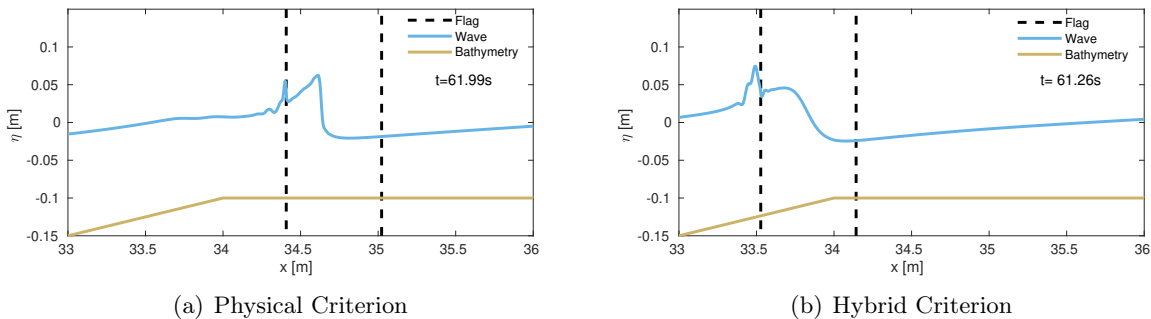 0.1
0.05
0
-0.05
-0.1
-0.15
η [m]
33
33.5
34
34.5
35
35.5
36
x [m]
Flag
Wave
Bathymetry
t=61.99s
(a) Physical Criterion
0.1
0.05
0
-0.05
-0.1
-0.15
η [m]
33
33.5
34
34.5
35
35.5
36
x [m]
Flag
Wave
Bathymetry
t= 61.26s
(b) Hybrid Criterion